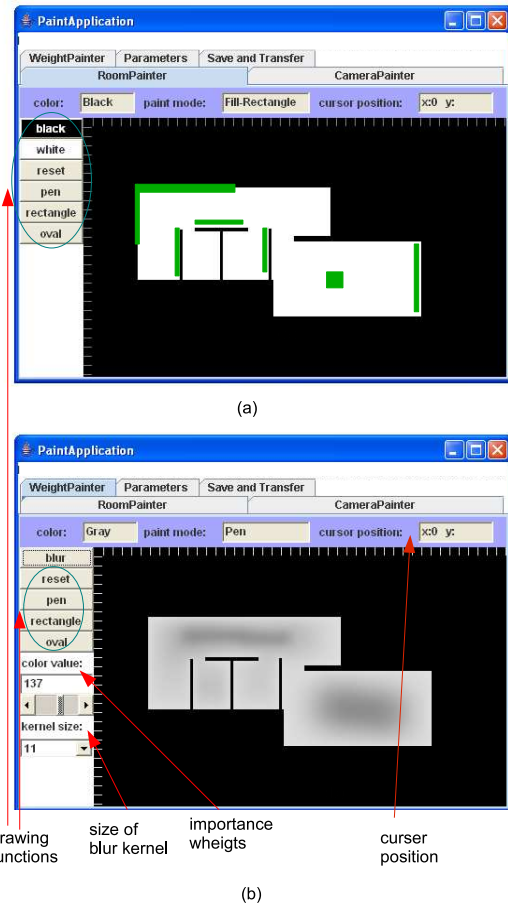 PaintApplication
WeightPainter Parameters Save and Transfer
RoomPainter CameraPainter
color: Black paint mode: Fill-Rectangle cursor position: x:0 y:
black
white
reset
pen
rectangle
oval
(a)
PaintApplication
WeightPainter Parameters Save and Transfer
RoomPainter CameraPainter
color: Gray paint mode: Pen cursor position: x:0 y:
blur
reset
pen
rectangle
oval
color value:
137
kernel size:
11
rawing
unctions
size of
blur kernel
importance
wheigts
curser
position
(b)